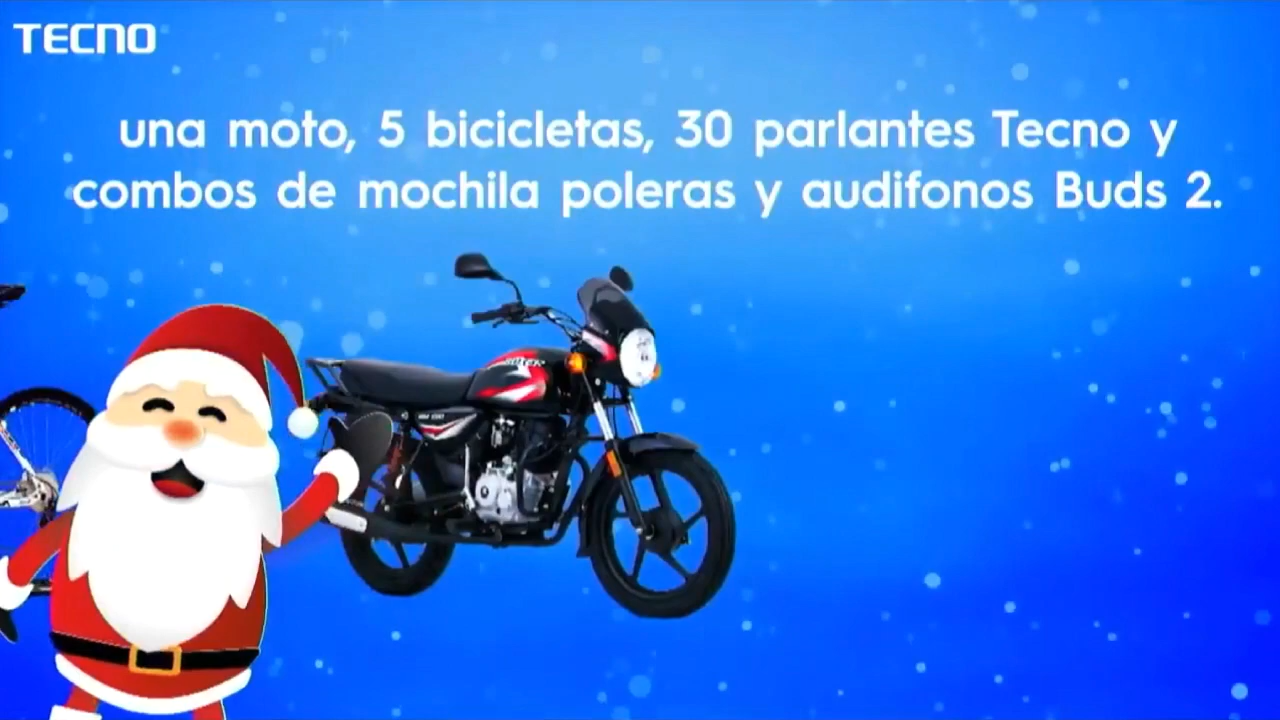 TECNO
una moto, 5 bicicletas, 30 parlantes Tecno y
combos de mochila poleras y audifonos Buds 2.